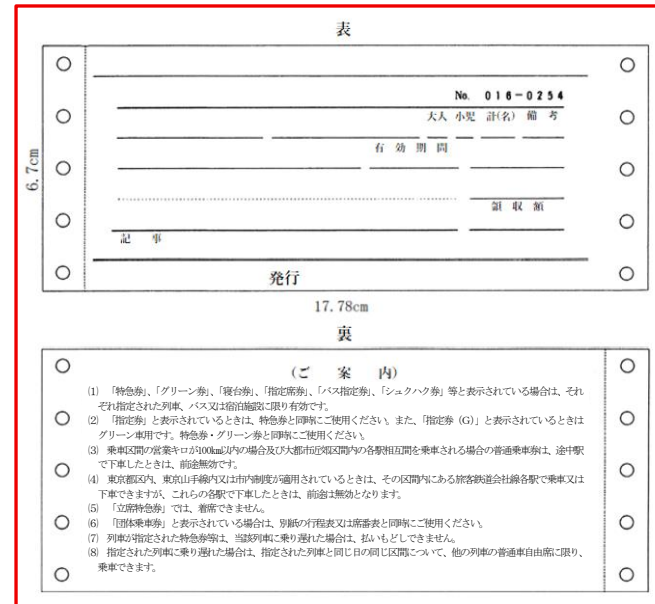 表
No. 016-0254
大人 小児 計(名) 備 考
有 効 期 間
領 収 額
記 事
発行
6.7cm
17.78cm
裏
(ご 案 内)
(1) 「特急券」、「グリーン券」、「寝台券」、「指定席券」、「バス指定券」、「シュクハク券」等と表示されている場合は、それ
ぞれ指定された列車、バス又は宿泊施設に限り有効です。
(2) 「指定券」と表示されているときは、特急券と同時にご使用ください。また、「指定券（G）」と表示されているときは
グリーン車用です。特急券・グリーン券と同時にご使用ください。
(3) 乗車区間の営業キロが100km以内の場合及び大都市近郊区間内の各駅相互間を乗車される場合の普通乗車券は、途中駅
で下車したときは、前途無効です。
(4) 東京都区内、東京山手線内又は市内制度が適用されているときは、その区間内にある旅客鉄道会社線各駅で乗車又は
下車できますが、これらの各駅で下車したときは、前途は無効となります。
(5) 「立席特急券」では、着席できません。
(6) 「団体乗車券」と表示されている場合は、別紙の行程表又は席番表と同時にご使用ください。
(7) 列車が指定された特急券等は、当該列車に乗り遅れた場合は、払いもどしできません。
(8) 指定された列車に乗り遅れた場合は、指定された列車と同じ日の同じ区間について、他の列車の普通車自由席に限り、
乗車できます。